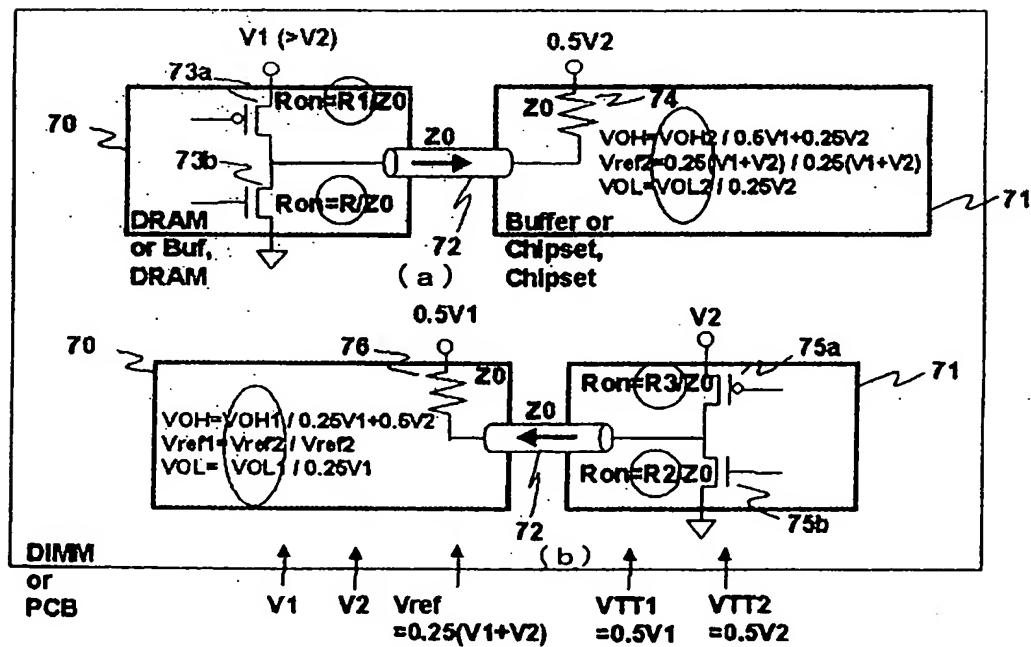 V1 (>V2)
0.5V2
73a
70
Ron=R1/Z0
Z0
74
Z0
VOH=VOH2 / 0.5V1+0.25V2
Vref2=0.25(V1+V2) / 0.25(V1+V2)
VOL=VOL2 / 0.25V2
73b
Ron=R/Z0
71
DRAM
or Buf,
DRAM
72
Buffer or
Chipset,
Chipset
(a)
0.5V1
V2
70
76
Z0
75a
71
Ron=R3/Z0
VOH=VOH1 / 0.25V1+0.5V2
Vref1=Vref2 / Vref2
VOL= VOL1 / 0.25V1
Z0
Ron=R2/Z0
72
75b
(b)
DIMM
or
PCB
V1
V2
Vref
=0.25(V1+V2)
VTT1
=0.5V1
VTT2
=0.5V2